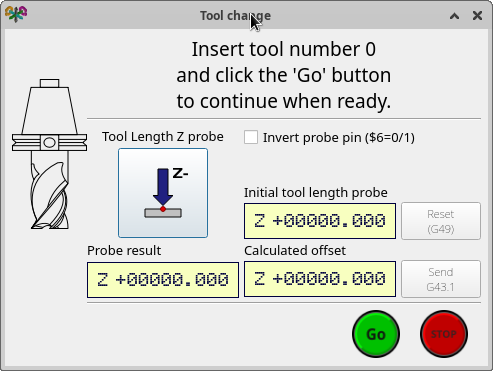 Tool change
Insert tool number 0
and click the 'Go' button
to continue when ready.
Tool Length Z probe
Invert probe pin ($6=0/1)
Z-
Initial tool length probe
Z +00000.000
Reset
(G49)
Probe result
Calculated offset
Z +00000.000
Z +00000.000
Send
G43.1
Go
STOP